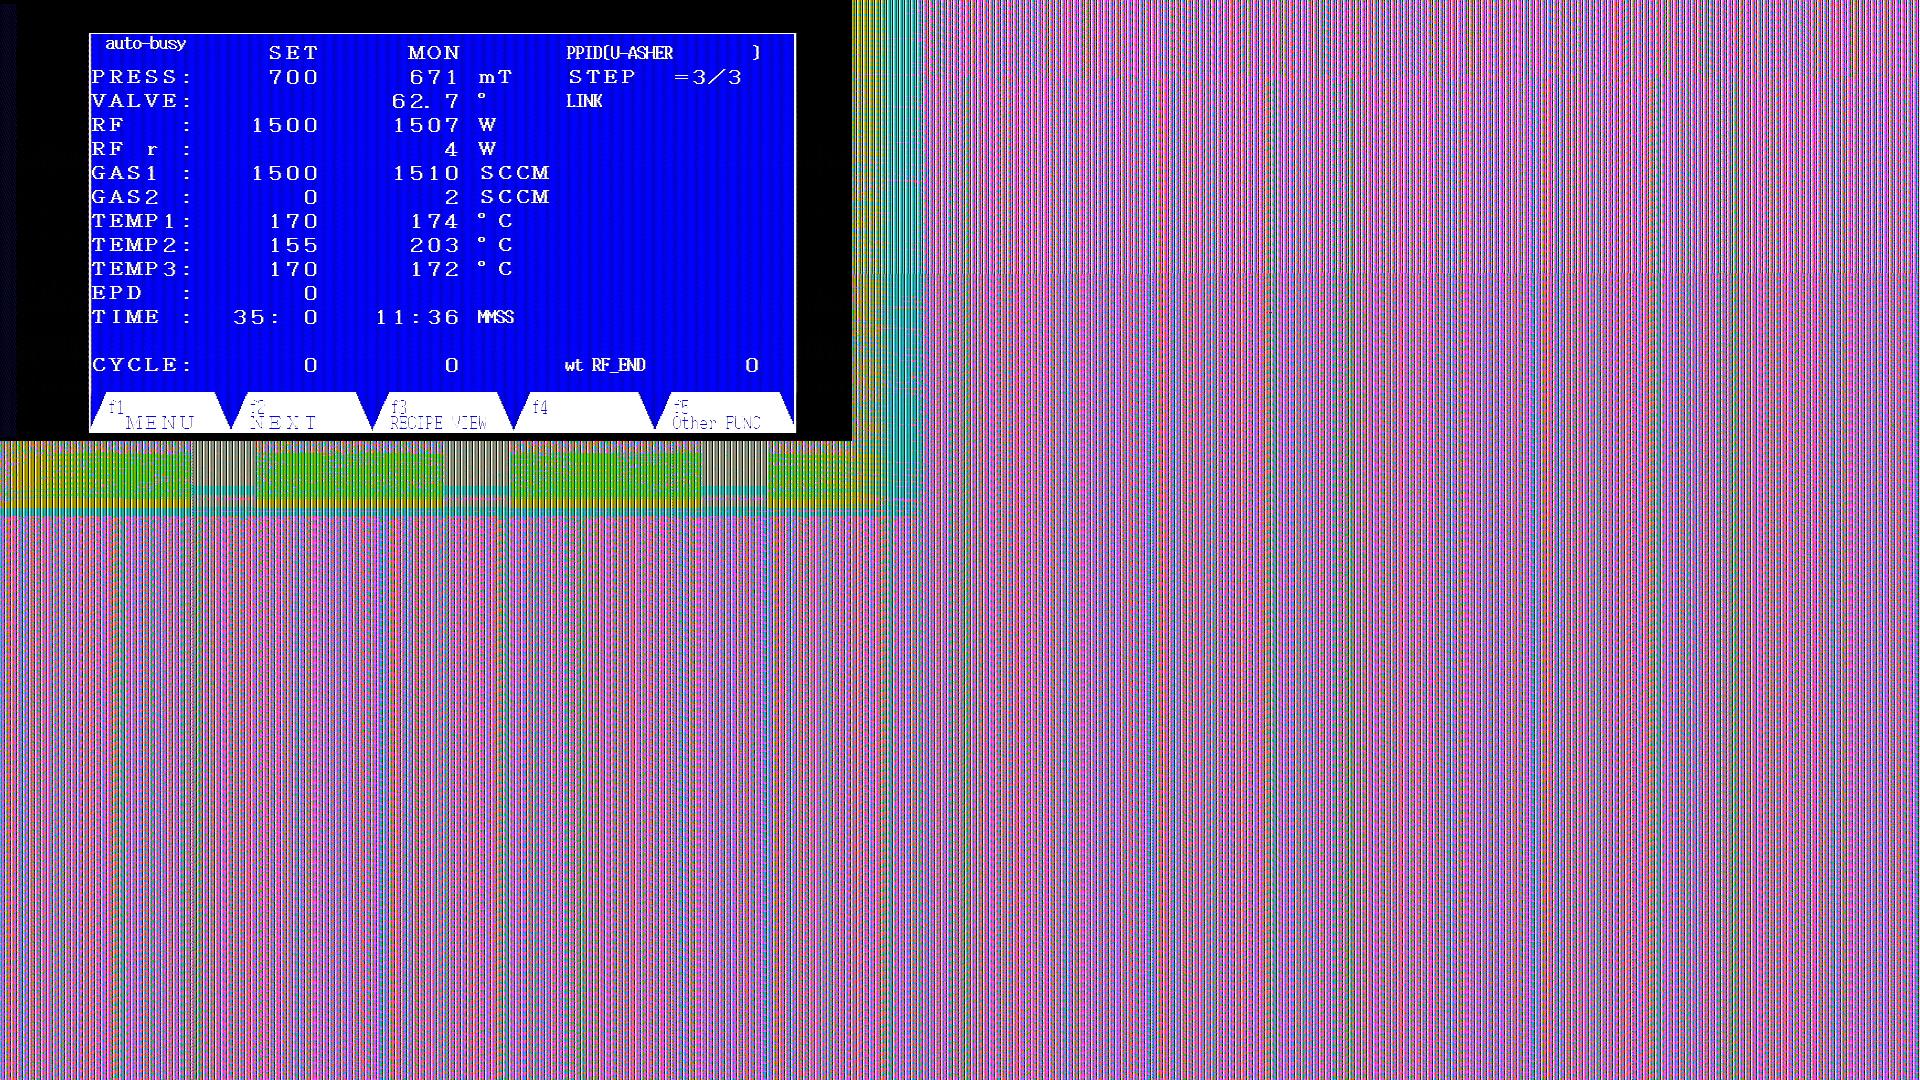 auto-busy
SET MON PPID[U-ASHER ]
PRESS: 700 671 mT STEP =3/3
VALVE: 62.7 ° LINK
RF : 1500 1507 W
RF r : 4 W
GAS1 : 1500 1510 SCCM
GAS2 : 0 2 SCCM
TEMP1: 170 174 °C
TEMP2: 155 203 °C
TEMP3: 170 172 °C
EPD : 0
TIME : 35: 0 11:36 MMSS
CYCLE: 0 0 wt RF_END 0
f1 f2 f3 f4 f5
MENU NEXT RECIPE VIEW Other FUNC